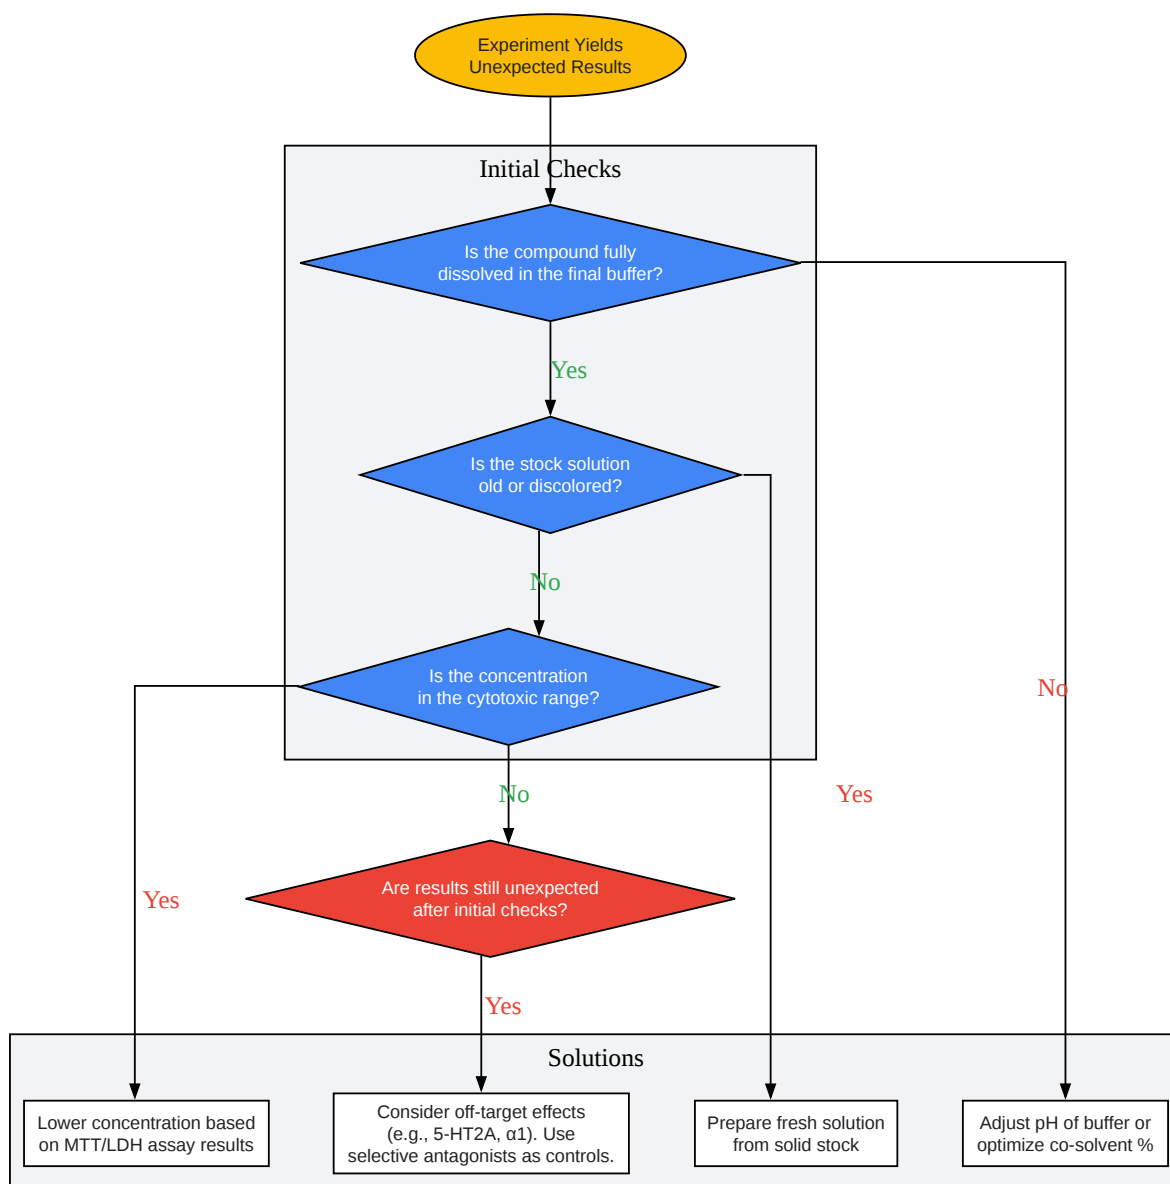 Experiment Yields
Unexpected Results
Initial Checks
Is the compound fully
dissolved in the final buffer?
Yes
Is the stock solution
old or discolored?
No
Is the concentration
in the cytotoxic range?
No
No
Yes
Are results still unexpected
after initial checks?
Yes
Yes
Solutions
Lower concentration based
on MTT/LDH assay results
Consider off-target effects
(e.g., 5-HT2A, α1). Use
selective antagonists as controls.
Prepare fresh solution
from solid stock
Adjust pH of buffer or
optimize co-solvent %